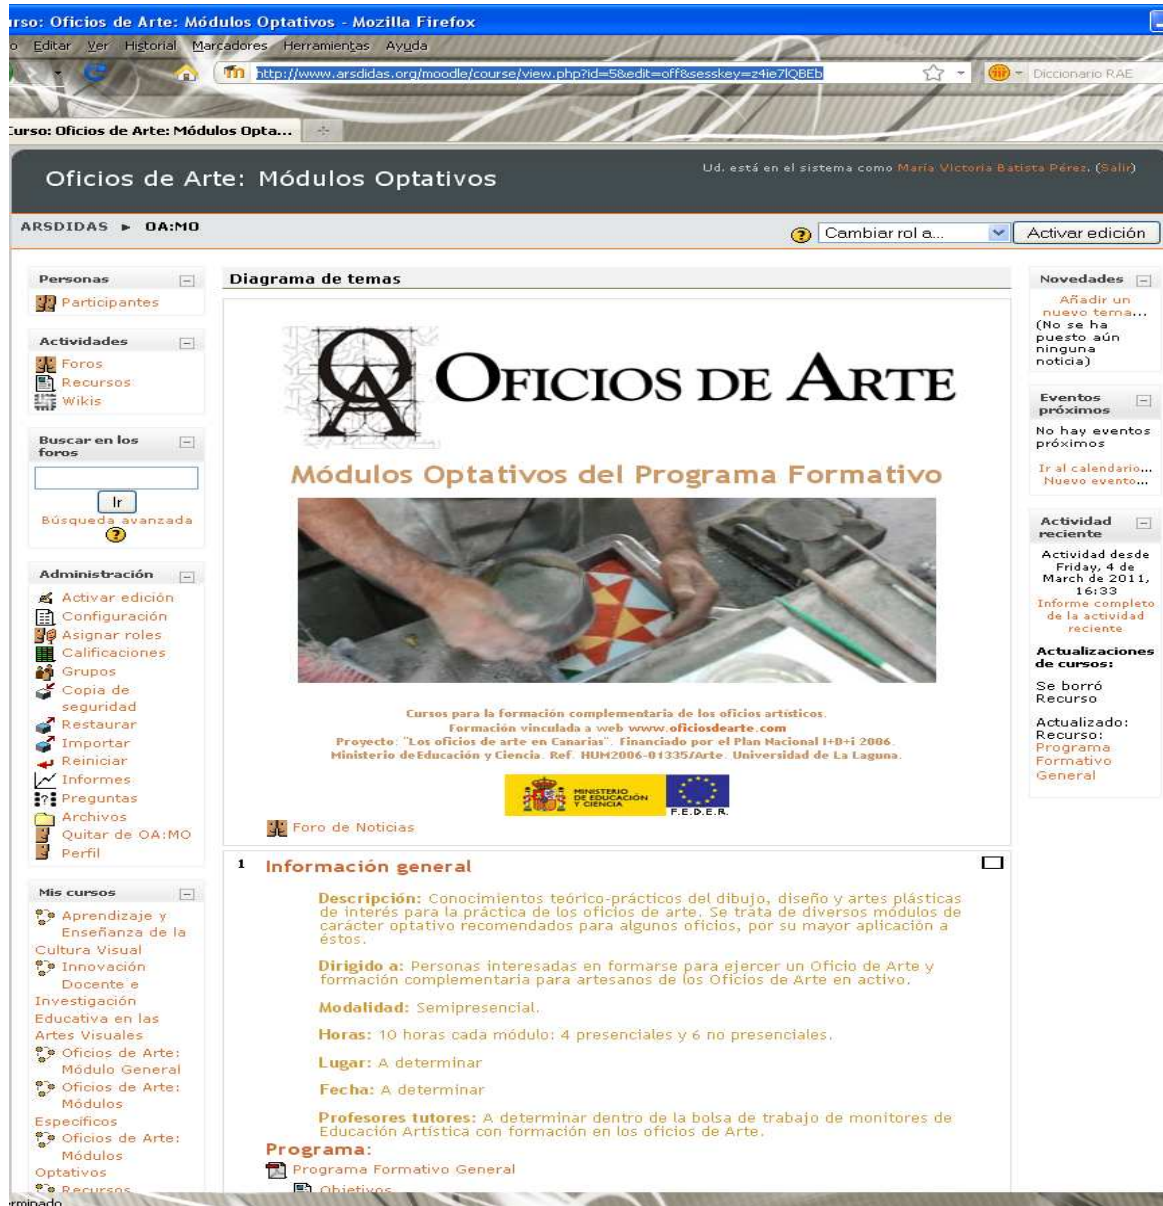 rso: Oficios de Arte: Módulos Optativos - Mozilla Firefox
Editar Ver Historial Marcadores Herramientas Ayuda
http://www.arsdidas.org/moodle/course/view.php?id=5&edit=off&sesskey=z4ie7lQBEb
Diccionario RAE
Curso: Oficios de Arte: Módulos Opta...
Oficios de Arte: Módulos Optativos
Ud. está en el sistema como María Victoria Batista Pérez. (Salir)
ARSDIDAS ► OA:MO
Cambiar rol a...
Activar edición
Personas
Participantes
Actividades
Foros
Recursos
Wikis
Buscar en los
foros
Ir
Búsqueda avanzada
Administración
Activar edición
Configuración
Asignar roles
Calificaciones
Grupos
Copia de
seguridad
Restaurar
Importar
Reiniciar
Informes
Preguntas
Archivos
Quitar de OA:MO
Perfil
Mis cursos
Aprendizaje y
Enseñanza de la
Cultura Visual
Innovación
Docente e
Investigación
Educativa en las
Artes Visuales
Oficios de Arte:
Módulo General
Oficios de Arte:
Módulos
Específicos
Oficios de Arte:
Módulos
Optativos
Recursos
Diagrama de temas
OA OFICIOS DE ARTE
Módulos Optativos del Programa Formativo
Cursos para la formación complementaria de los oficios artísticos.
Formación vinculada a web www.oficiosdearte.com
Proyecto: "Los oficios de arte en Canarias". Financiado por el Plan Nacional I+D+i 2006.
Ministerio de Educación y Ciencia. Ref. HUM2006-01335/Arte. Universidad de La Laguna.
MINISTERIO
DE EDUCACIÓN
Y CIENCIA
F.E.D.E.R.
Foro de Noticias
1 Información general
Descripción: Conocimientos teórico-prácticos del dibujo, diseño y artes plásticas
de interés para la práctica de los oficios de arte. Se trata de diversos módulos de
carácter optativo recomendados para algunos oficios, por su mayor aplicación a
éstos.
Dirigido a: Personas interesadas en formarse para ejercer un Oficio de Arte y
formación complementaria para artesanos de los Oficios de Arte en activo.
Modalidad: Semipresencial.
Horas: 10 horas cada módulo: 4 presenciales y 6 no presenciales.
Lugar: A determinar
Fecha: A determinar
Profesores tutores: A determinar dentro de la bolsa de trabajo de monitores de
Educación Artística con formación en los oficios de Arte.
Programa:
Programa Formativo General
Objetivos
Novedades
Añadir un
nuevo tema...
(No se ha
puesto aún
ninguna
noticia)
Eventos
próximos
No hay eventos
próximos
Ir al calendario...
Nuevo evento...
Actividad
reciente
Actividad desde
Friday, 4 de
March de 2011,
16:33
Informe completo
de la actividad
reciente
Actualizaciones
de cursos:
Se borró
Recurso
Actualizado:
Recurso:
Programa
Formativo
General